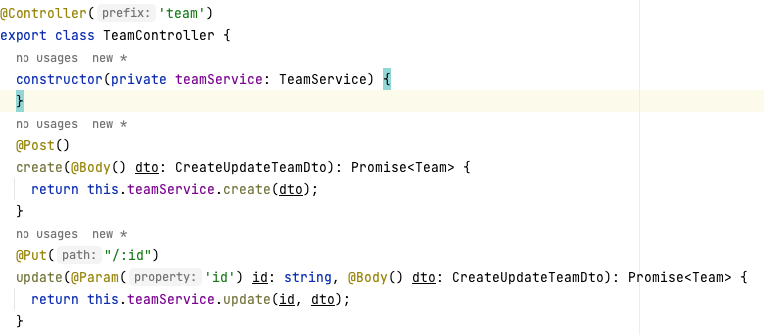 @Controller( prefix: 'team')
export class TeamController {
no usages   new *
constructor(private teamService: TeamService) {
}
no usages   new *
@Post()
create(@Body() dto: CreateUpdateTeamDto): Promise<Team> {
return this.teamService.create(dto);
}
no usages   new *
@Put( path: "/:id")
update(@Param( property: 'id') id: string, @Body() dto: CreateUpdateTeamDto): Promise<Team> {
return this.teamService.update(id, dto);
}